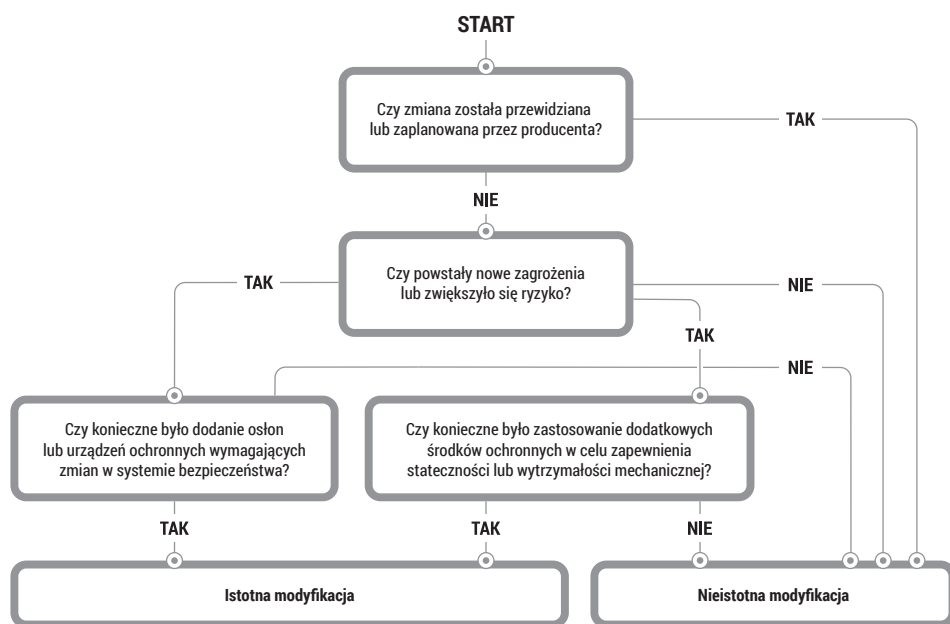 START
Czy zmiana została przewidziana
lub zaplanowana przez producenta?
TAK
NIE
Czy powstały nowe zagrożenia
lub zwiększyło się ryzyko?
TAK
NIE
TAK
NIE
Czy konieczne było dodanie osłon
lub urządzeń ochronnych wymagających
zmian w systemie bezpieczeństwa?
Czy konieczne było zastosowanie dodatkowych
środków ochronnych w celu zapewnienia
stateczności lub wytrzymałości mechanicznej?
TAK
TAK
NIE
Istotna modyfikacja
Nieistotna modyfikacja